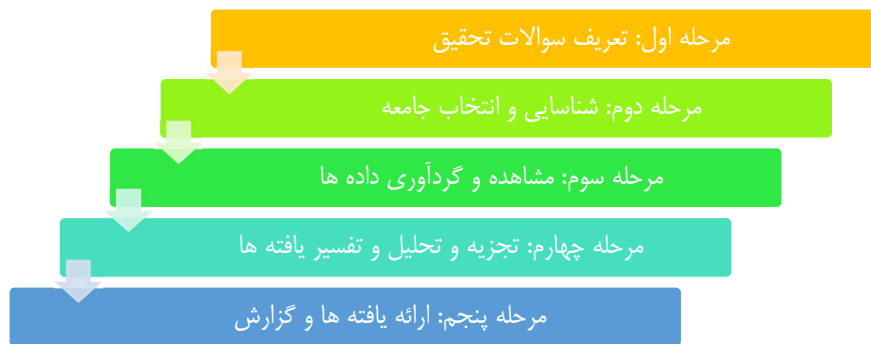 مرحله اول: تعریف سوالات تحقیق
مرحله دوم: شناسایی و انتخاب جامعه
مرحله سوم: مشاهده و گردآوری داده ها
مرحله چهارم: تجزیه و تحلیل و تفسیر یافته ها
مرحله پنجم: ارائه یافته ها و گزارش